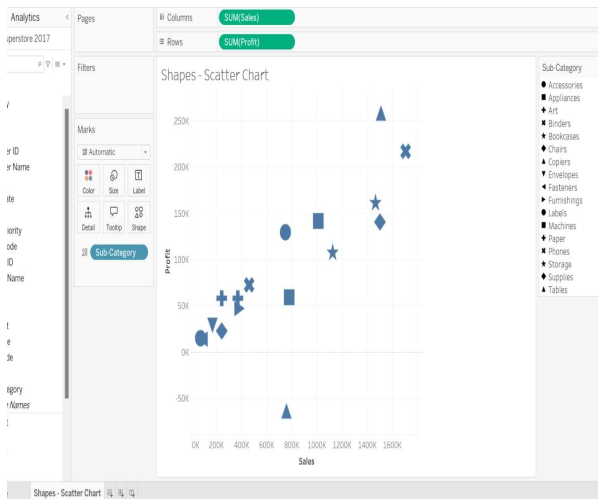 Analytics
Pages
Columns SUM(Sales)
Rows SUM(Profit)
uperstore 2017
Filters
Marks
Automatic
Color Size Label
Detail Tooltip Shape
Sub-Category
er ID
er Name
ate
iority
ode
ID
Name
t
e
de
egory
e Names
t
Shapes - Scatter Chart
250K
200K
150K
100K
50K
0K
-50K
Profit
0K 200K 400K 600K 800K 1000K 1200K 1400K 1600K
Sales
Sub-Category
Accessories
Appliances
Art
Binders
Bookcases
Chairs
Copiers
Envelopes
Fasteners
Furnishings
Labels
Machines
Paper
Phones
Storage
Supplies
Tables
Shapes - Scatter Chart